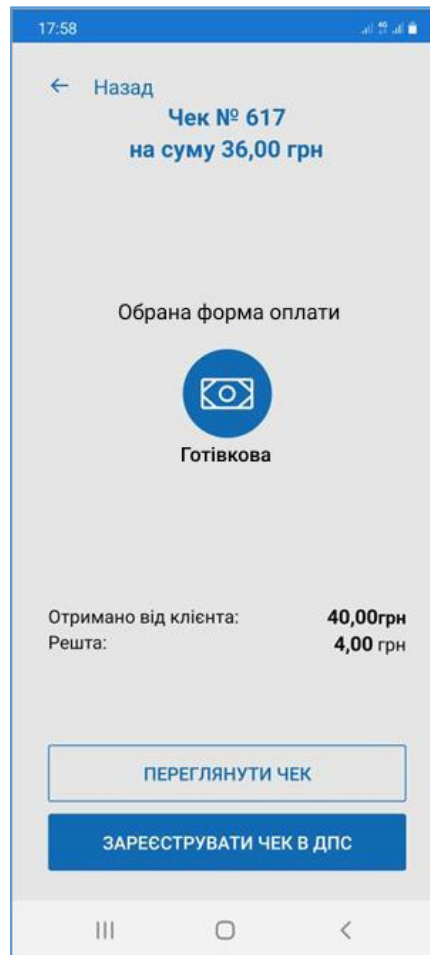 17:58
Назад
Чек № 617
на суму 36,00 грн
Обрана форма оплати
Готівкова
Отримано від клієнта: 40,00грн
Решта: 4,00 грн
ПЕРЕГЛЯНУТИ ЧЕК
ЗАРЕЄСТРУВАТИ ЧЕК В ДПС